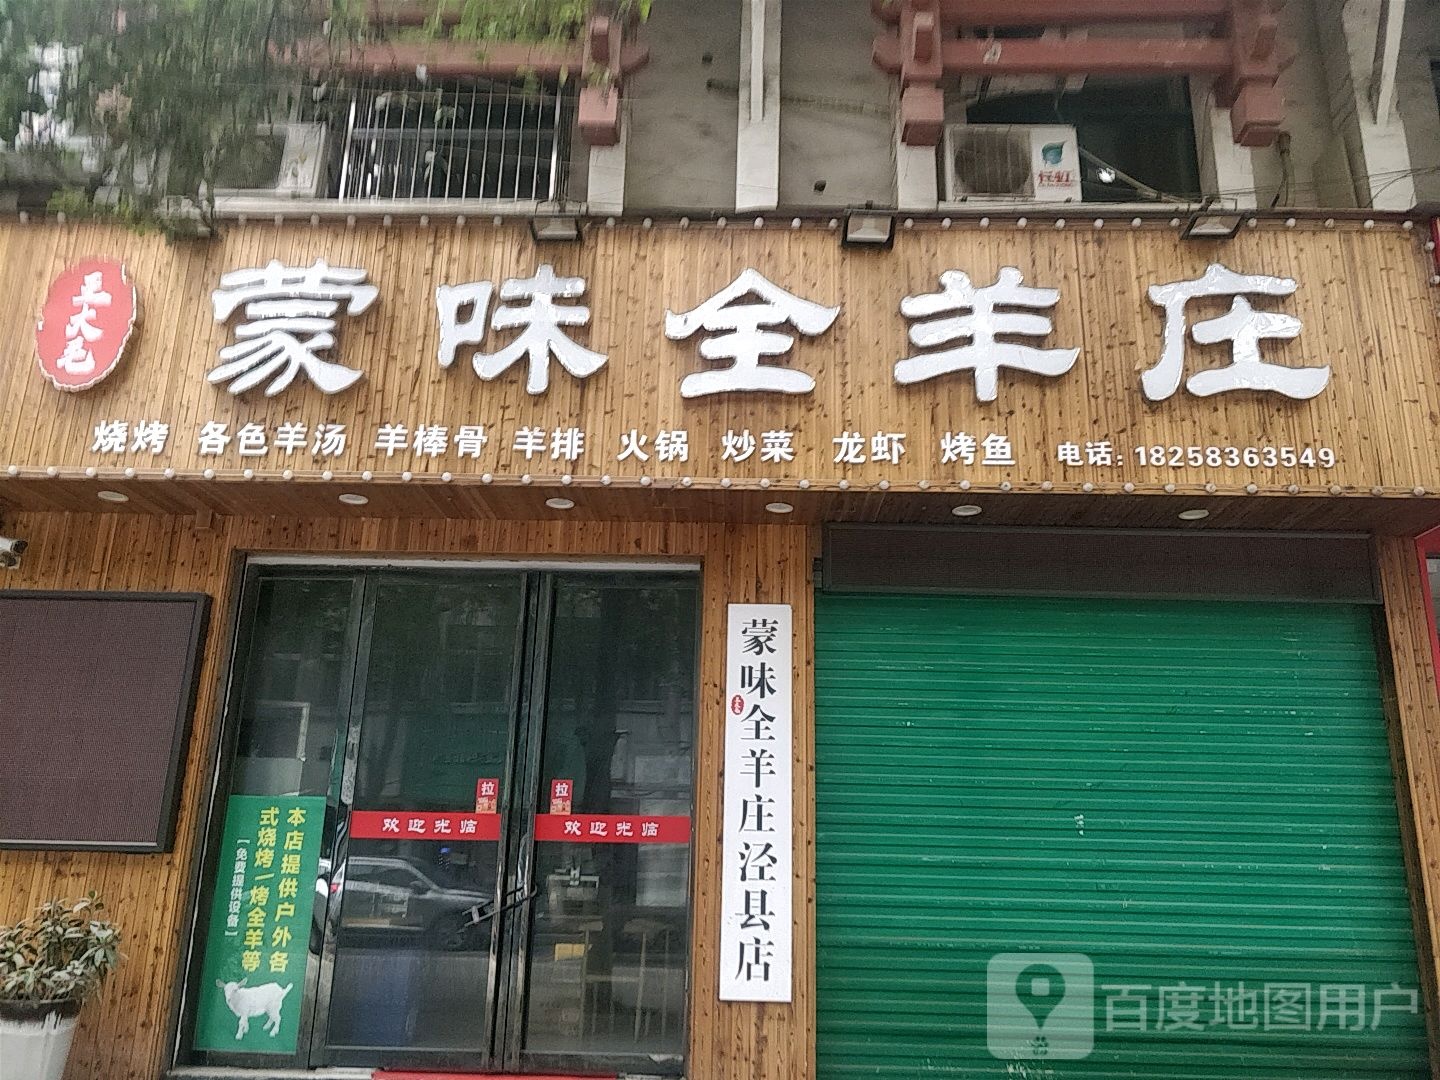 王大毛
蒙味全羊庄
烧烤 各色羊汤 羊棒骨 羊排 火锅 炒菜 龙虾 烤鱼 电话:18258363549
蒙味全羊庄泾县店
拉
拉
欢迎光临
欢迎光临
本店提供户外各
式烧烤/烤全羊等
[免费提供设备]
百度地图用户